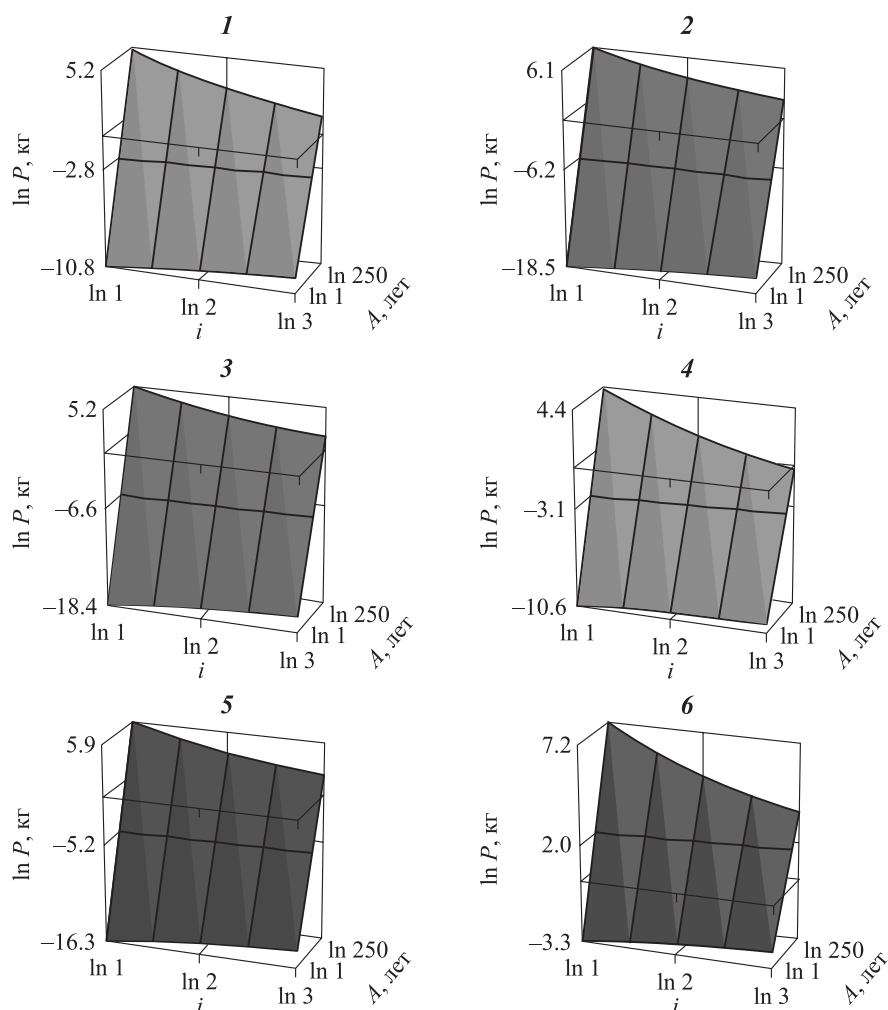 1
5.2
−2.8
−10.8
ln P, кг
ln 1
ln 2
ln 3
i
ln 1
ln 250
A, лет
2
6.1
−6.2
−18.5
ln P, кг
ln 1
ln 2
ln 3
i
ln 1
ln 250
A, лет
3
5.2
−6.6
−18.4
ln P, кг
ln 1
ln 2
ln 3
i
ln 1
ln 250
A, лет
4
4.4
−3.1
−10.6
ln P, кг
ln 1
ln 2
ln 3
i
ln 1
ln 250
A, лет
5
5.9
−5.2
−16.3
ln P, кг
ln 1
ln 2
ln 3
i
ln 1
ln 250
A, лет
6
7.2
2.0
−3.3
ln P, кг
ln 1
ln 2
ln 3
i
ln 1
ln 250
A, лет